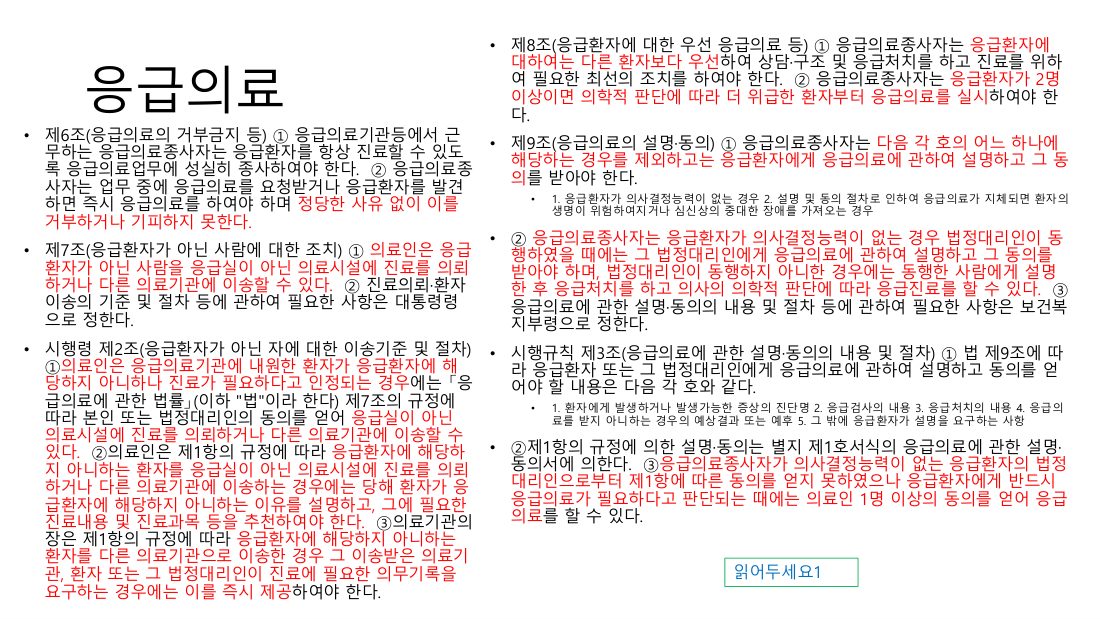 응급의료
• 제6조(응급의료의 거부금지 등) ① 응급의료기관등에서 근
무하는 응급의료종사자는 응급환자를 항상 진료할 수 있도
록 응급의료업무에 성실히 종사하여야 한다. ② 응급의료종
사자는 업무 중에 응급의료를 요청받거나 응급환자를 발견
하면 즉시 응급의료를 하여야 하며 정당한 사유 없이 이를
거부하거나 기피하지 못한다.
• 제7조(응급환자가 아닌 사람에 대한 조치) ① 의료인은 응급
환자가 아닌 사람을 응급실이 아닌 의료시설에 진료를 의뢰
하거나 다른 의료기관에 이송할 수 있다. ② 진료의뢰·환자
이송의 기준 및 절차 등에 관하여 필요한 사항은 대통령령
으로 정한다.
• 시행령 제2조(응급환자가 아닌 자에 대한 이송기준 및 절차)
①의료인은 응급의료기관에 내원한 환자가 응급환자에 해
당하지 아니하나 진료가 필요하다고 인정되는 경우에는 「응
급의료에 관한 법률」(이하 "법"이라 한다) 제7조의 규정에
따라 본인 또는 법정대리인의 동의를 얻어 응급실이 아닌
의료시설에 진료를 의뢰하거나 다른 의료기관에 이송할 수
있다. ②의료인은 제1항의 규정에 따라 응급환자에 해당하
지 아니하는 환자를 응급실이 아닌 의료시설에 진료를 의뢰
하거나 다른 의료기관에 이송하는 경우에는 당해 환자가 응
급환자에 해당하지 아니하는 이유를 설명하고, 그에 필요한
진료내용 및 진료과목 등을 추천하여야 한다. ③의료기관의
장은 제1항의 규정에 따라 응급환자에 해당하지 아니하는
환자를 다른 의료기관으로 이송한 경우 그 이송받은 의료기
관, 환자 또는 그 법정대리인이 진료에 필요한 의무기록을
요구하는 경우에는 이를 즉시 제공하여야 한다.
• 제8조(응급환자에 대한 우선 응급의료 등) ① 응급의료종사자는 응급환자에
대하여는 다른 환자보다 우선하여 상담·구조 및 응급처치를 하고 진료를 위하
여 필요한 최선의 조치를 하여야 한다. ② 응급의료종사자는 응급환자가 2명
이상이면 의학적 판단에 따라 더 위급한 환자부터 응급의료를 실시하여야 한
다.
• 제9조(응급의료의 설명·동의) ① 응급의료종사자는 다음 각 호의 어느 하나에
해당하는 경우를 제외하고는 응급환자에게 응급의료에 관하여 설명하고 그 동
의를 받아야 한다.
• 1. 응급환자가 의사결정능력이 없는 경우 2. 설명 및 동의 절차로 인하여 응급의료가 지체되면 환자의
생명이 위험하여지거나 심신상의 중대한 장애를 가져오는 경우
• ② 응급의료종사자는 응급환자가 의사결정능력이 없는 경우 법정대리인이 동
행하였을 때에는 그 법정대리인에게 응급의료에 관하여 설명하고 그 동의를
받아야 하며, 법정대리인이 동행하지 아니한 경우에는 동행한 사람에게 설명
한 후 응급처치를 하고 의사의 의학적 판단에 따라 응급진료를 할 수 있다. ③
응급의료에 관한 설명·동의의 내용 및 절차 등에 관하여 필요한 사항은 보건복
지부령으로 정한다.
• 시행규칙 제3조(응급의료에 관한 설명·동의의 내용 및 절차) ① 법 제9조에 따
라 응급환자 또는 그 법정대리인에게 응급의료에 관하여 설명하고 동의를 얻
어야 할 내용은 다음 각 호와 같다.
• 1. 환자에게 발생하거나 발생가능한 증상의 진단명 2. 응급검사의 내용 3. 응급처치의 내용 4. 응급의
료를 받지 아니하는 경우의 예상결과 또는 예후 5. 그 밖에 응급환자가 설명을 요구하는 사항
• ②제1항의 규정에 의한 설명·동의는 별지 제1호서식의 응급의료에 관한 설명·
동의서에 의한다. ③응급의료종사자가 의사결정능력이 없는 응급환자의 법정
대리인으로부터 제1항에 따른 동의를 얻지 못하였으나 응급환자에게 반드시
응급의료가 필요하다고 판단되는 때에는 의료인 1명 이상의 동의를 얻어 응급
의료를 할 수 있다.
읽어두세요1